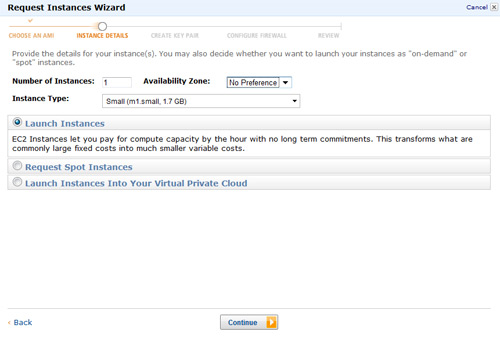 Request Instances Wizard
Cancel
CHOOSE AN AMI INSTANCE DETAILS CREATE KEY PAIR CONFIGURE FIREWALL REVIEW
Provide the details for your instance(s). You may also decide whether you want to launch your instances as "on-demand" or
"spot" instances.
Number of Instances: 1 Availability Zone: No Preference
Instance Type: Small (m1.small, 1.7 GB)
Launch Instances
EC2 Instances let you pay for compute capacity by the hour with no long term commitments. This transforms what are
commonly large fixed costs into much smaller variable costs.
Request Spot Instances
Launch Instances Into Your Virtual Private Cloud
< Back
Continue